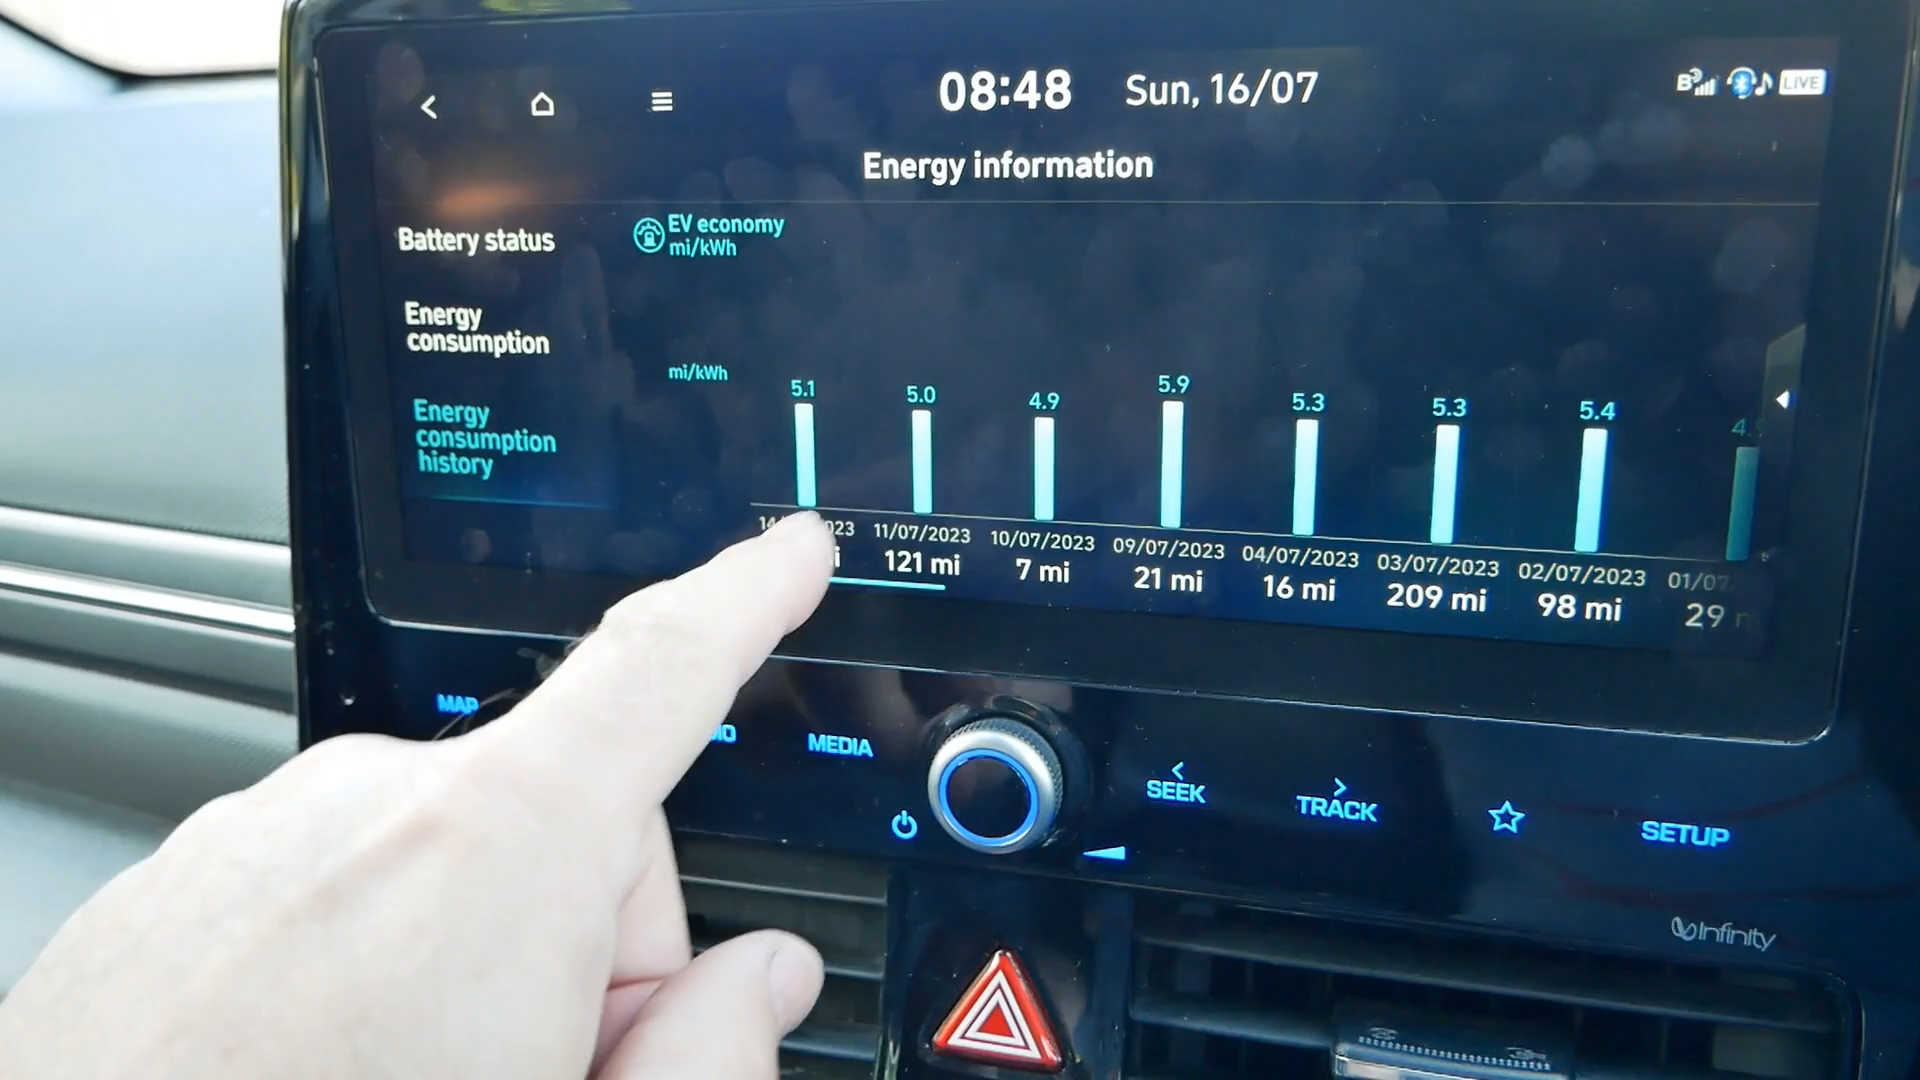 08:48 Sun, 16/07
LIVE
Energy information
Battery status
EV economy
mi/kWh
Energy
consumption
mi/kWh
Energy
consumption
history
5.1 5.0 4.9 5.9 5.3 5.3 5.4
11/07/2023 10/07/2023 09/07/2023 04/07/2023 03/07/2023 02/07/2023
121 mi 7 mi 21 mi 16 mi 209 mi 98 mi 29
MAP
MEDIA
SEEK
TRACK
SETUP
Infinity